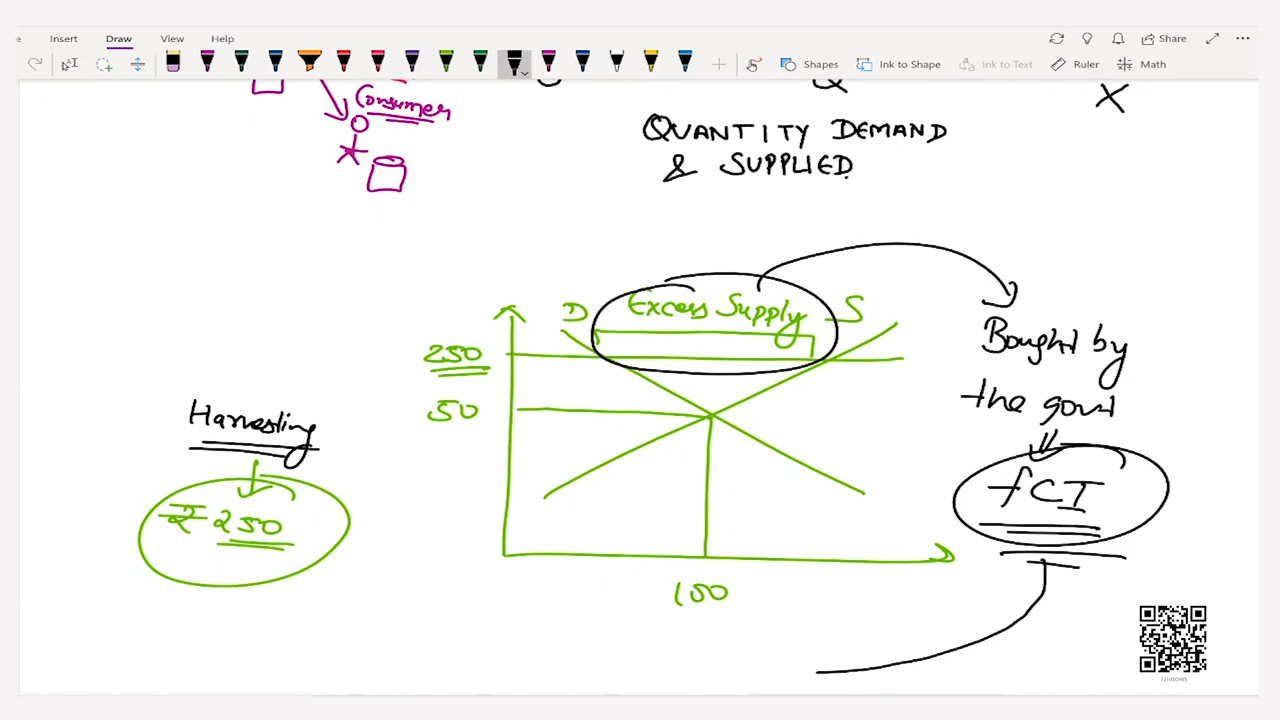 Insert Draw View Help Share
Shapes Ink to Shape Ink to Text Ruler Math
Consumer
QUANTITY DEMAND
& SUPPLIED
D Excess Supply S
250
50
100
Harvesting
₹ 250
Bought by
the govt
FCI
12103CH05